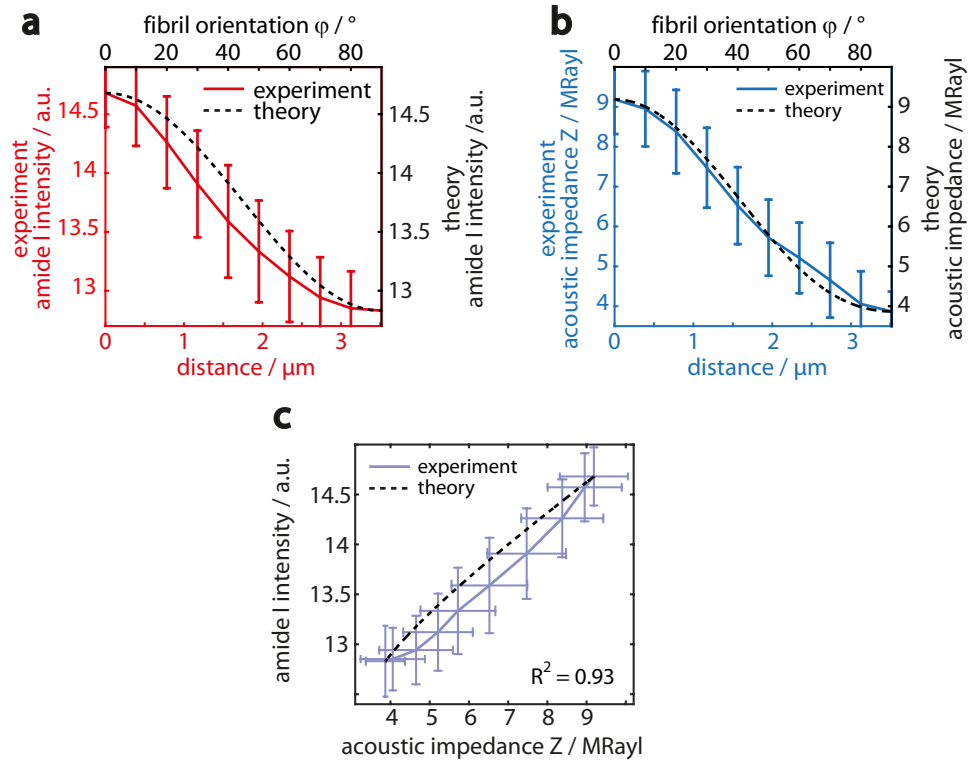 a
fibril orientation φ / °
0 20 40 60 80
experiment
theory
14.5
14
13.5
13
experiment
amide I intensity / a.u.
14.5
14
13.5
13
theory
amide I intensity /a.u.
0 1 2 3
distance / µm
b
fibril orientation φ / °
0 20 40 60 80
experiment
theory
9
8
7
6
5
4
experiment
acoustic impedance Z / MRayl
9
8
7
6
5
4
theory
acoustic impedance / MRayl
0 1 2 3
distance / µm
c
experiment
theory
14.5
14
13.5
13
amide I intensity / a.u.
R² = 0.93
4 5 6 7 8 9
acoustic impedance Z / MRayl